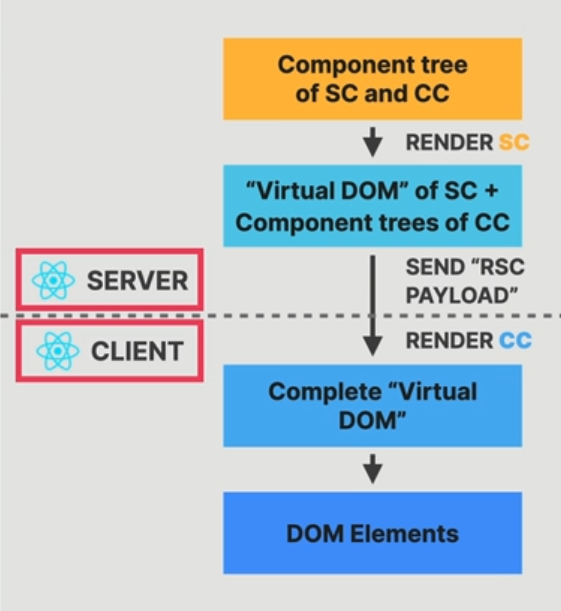 Component tree
of SC and CC
RENDER SC
“Virtual DOM” of SC +
Component trees of CC
SEND “RSC
PAYLOAD”
SERVER
CLIENT
RENDER CC
Complete “Virtual
DOM”
DOM Elements